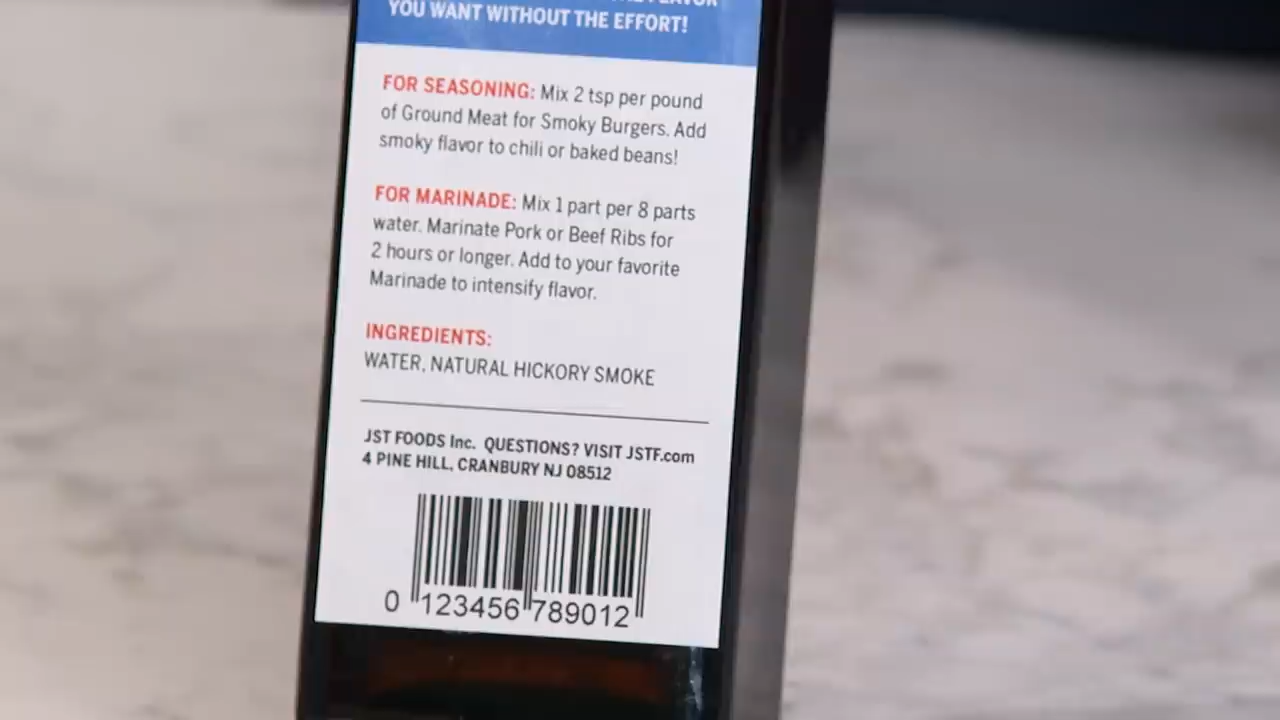 FLAVOR
YOU WANT WITHOUT THE EFFORT!
FOR SEASONING: Mix 2 tsp per pound
of Ground Meat for Smoky Burgers. Add
smoky flavor to chili or baked beans!
FOR MARINADE: Mix 1 part per 8 parts
water. Marinate Pork or Beef Ribs for
2 hours or longer. Add to your favorite
Marinade to intensify flavor.
INGREDIENTS:
WATER, NATURAL HICKORY SMOKE
JST FOODS Inc. QUESTIONS? VISIT JSTF.com
4 PINE HILL, CRANBURY NJ 08512
0 123456 789012